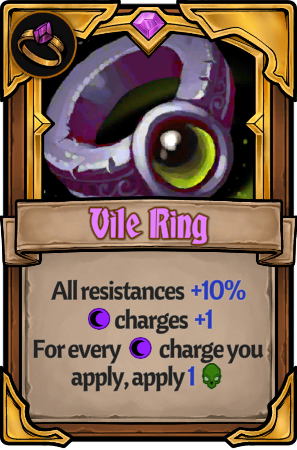 Vile Ring
All resistances +10%
charges +1
For every charge you
apply, apply 1